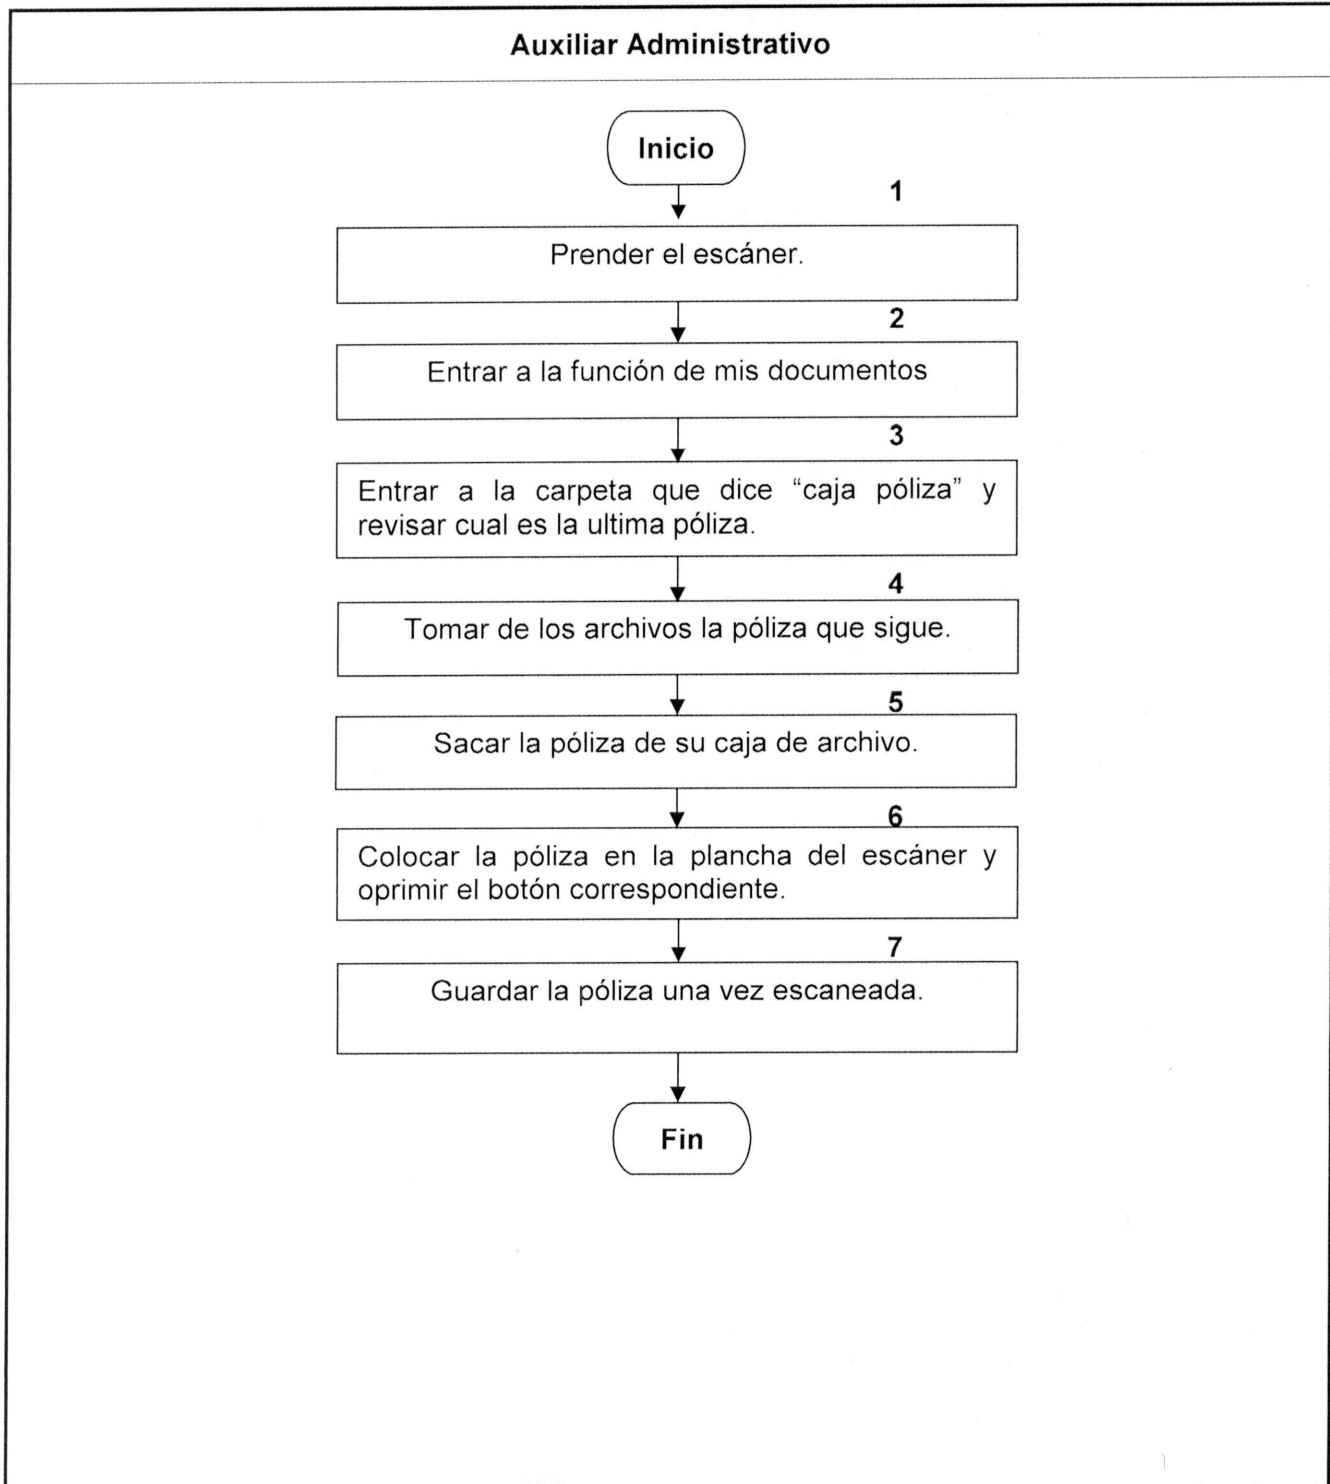 Auxiliar Administrativo
Inicio
1
Prender el escáner.
2
Entrar a la función de mis documentos
3
Entrar a la carpeta que dice “caja póliza” y
revisar cual es la ultima póliza.
4
Tomar de los archivos la póliza que sigue.
5
Sacar la póliza de su caja de archivo.
6
Colocar la póliza en la plancha del escáner y
oprimir el botón correspondiente.
7
Guardar la póliza una vez escaneada.
Fin